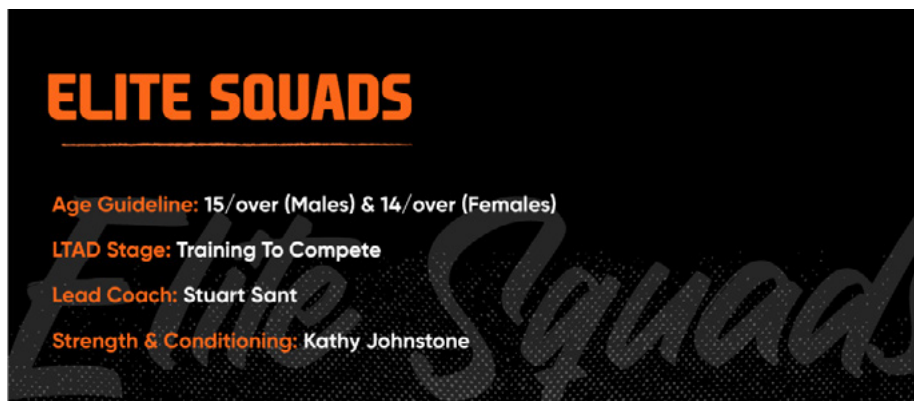 ELITE SQUADS
Age Guideline: 15/over (Males) & 14/over (Females)
LTAD Stage: Training To Compete
Lead Coach: Stuart Sant
Strength & Conditioning: Kathy Johnstone
Elite Squads